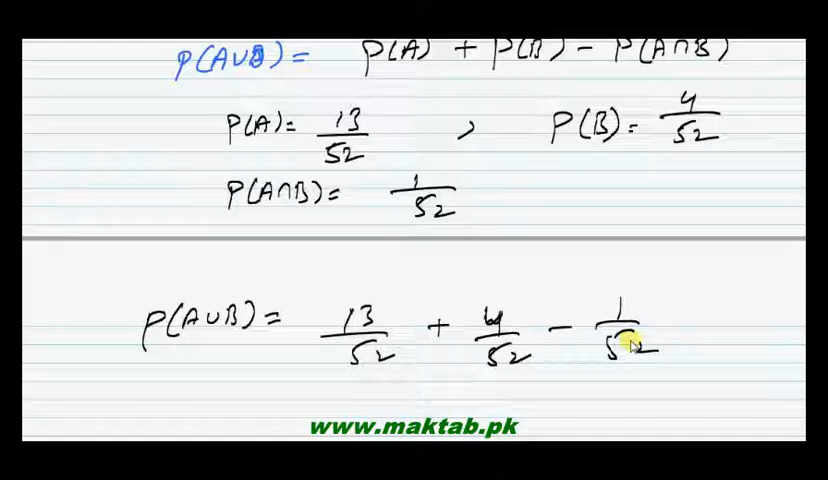 P(A∪B) = P(A) + P(B) - P(A∩B)
P(A) = 13/52 , P(B) = 4/52
P(A∩B) = 1/52
P(A∪B) = 13/52 + 4/52 - 1/52
www.maktab.pk